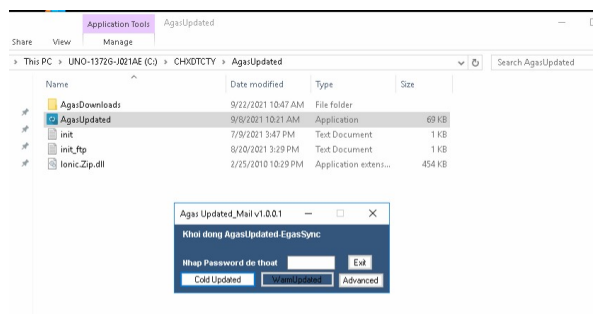 Application Tools AgasUpdated
Share View Manage
This PC > UNO-1372G-J021AE (C:) > CHXDTCTY > AgasUpdated Search AgasUpdated
Name Date modified Type Size
AgasDownloads 9/22/2021 10:47 AM File folder
AgasUpdated 9/8/2021 10:21 AM Application 69 KB
init 7/9/2021 3:47 PM Text Document 1 KB
init_ftp 8/20/2021 3:29 PM Text Document 1 KB
Ionic.Zip.dll 2/25/2010 10:29 PM Application extens... 454 KB
Agas Updated_Mail v1.0.0.1
Khoi dong AgasUpdated-EgasSync
Nhap Password de thoat Exit
Cold Updated WarmUpdated Advanced